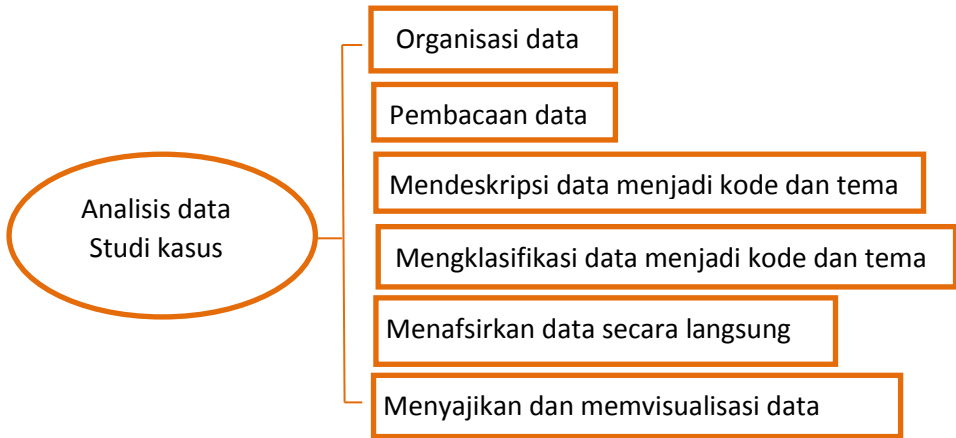 Analisis data
Studi kasus
Organisasi data
Pembacaan data
Mendeskripsi data menjadi kode dan tema
Mengklasifikasi data menjadi kode dan tema
Menafsirkan data secara langsung
Menyajikan dan memvisualisasi data